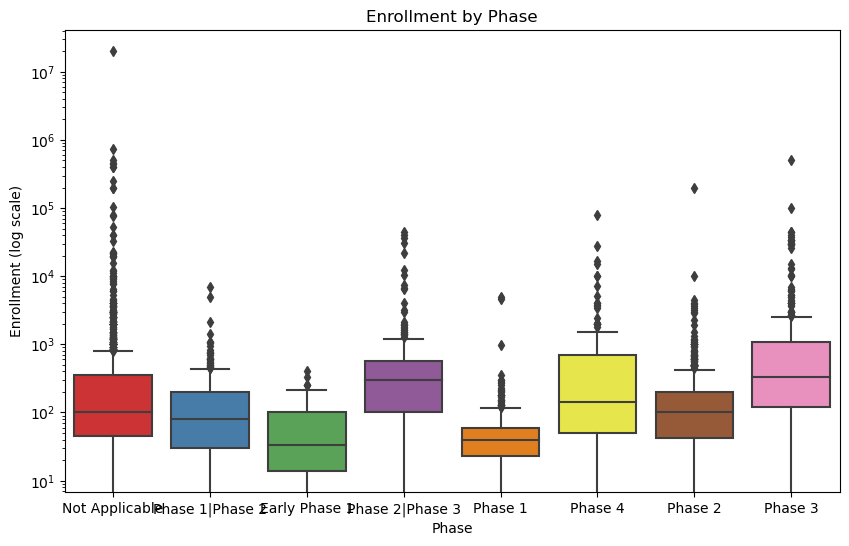 Enrollment by Phase
Enrollment (log scale)
10^7
10^6
10^5
10^4
10^3
10^2
10^1
Not Applicable Phase 1|Phase 2 Early Phase 1 Phase 2|Phase 3 Phase 1 Phase 4 Phase 2 Phase 3
Phase